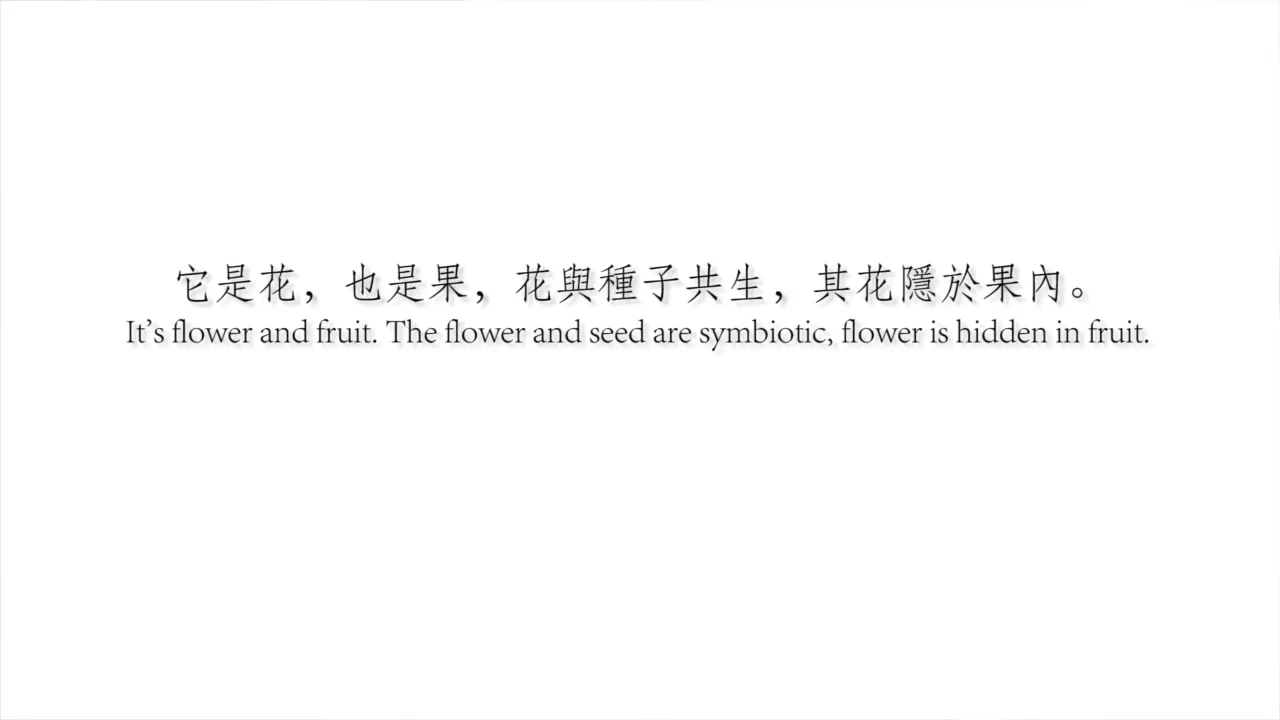 它是花，也是果，花與種子共生，其花隱於果內。
It’s flower and fruit. The flower and seed are symbiotic, flower is hidden in fruit.